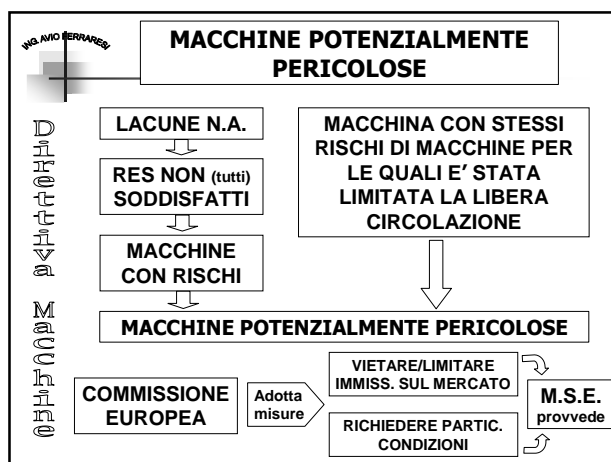 ING. AVIO FERRARESI
MACCHINE POTENZIALMENTE
PERICOLOSE
Direttiva Macchine
LACUNE N.A.
RES NON (tutti)
SODDISFATTI
MACCHINE
CON RISCHI
MACCHINA CON STESSI
RISCHI DI MACCHINE PER
LE QUALI E’ STATA
LIMITATA LA LIBERA
CIRCOLAZIONE
MACCHINE POTENZIALMENTE PERICOLOSE
COMMISSIONE
EUROPEA
Adotta
misure
VIETARE/LIMITARE
IMMISS. SUL MERCATO
RICHIEDERE PARTIC.
CONDIZIONI
M.S.E.
provvede